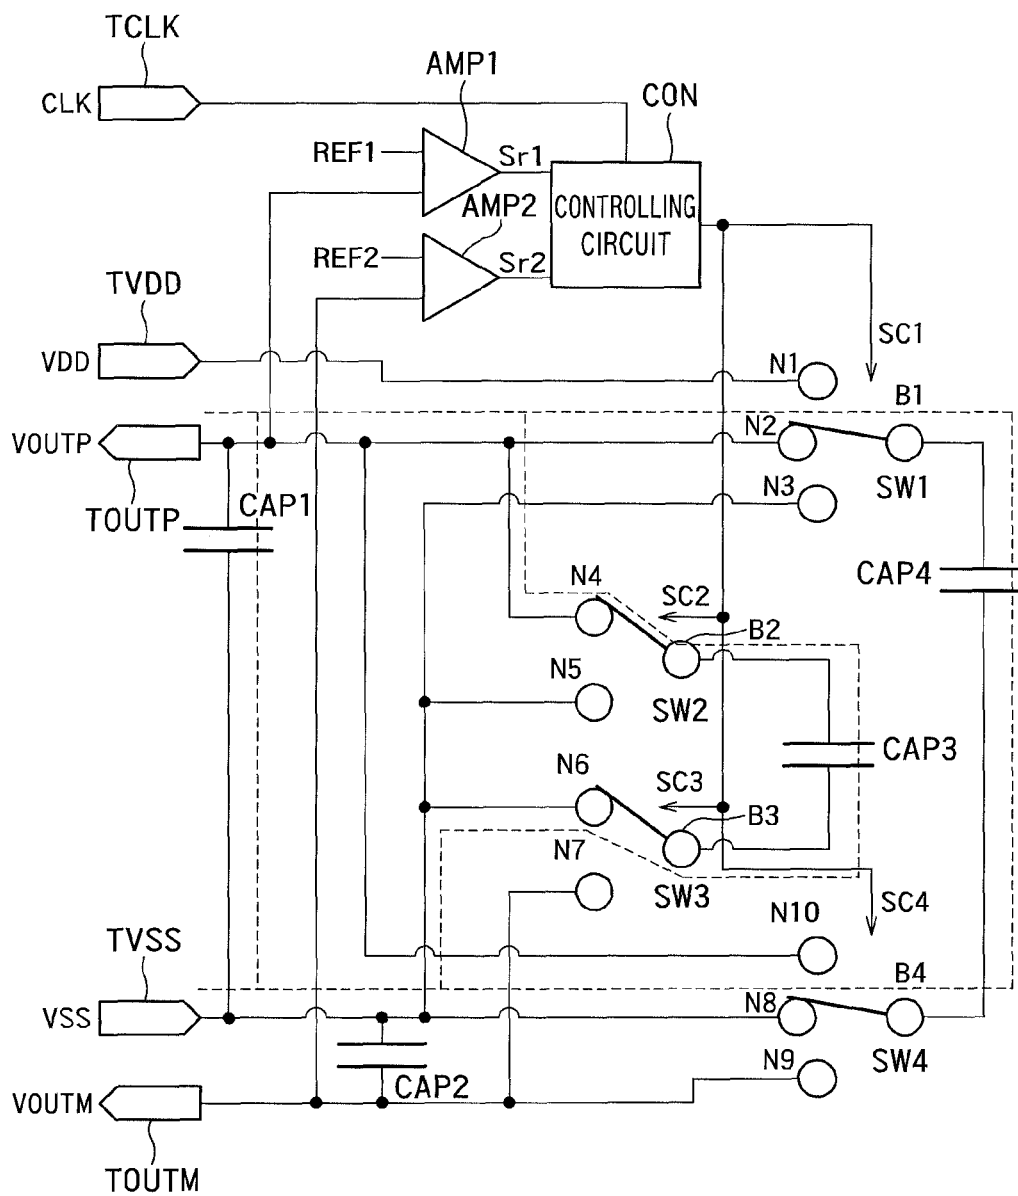 TCLK
CLK
AMP1
CON
REF1
Sr1
AMP2
CONTROLLING
CIRCUIT
REF2
Sr2
TVDD
SC1
VDD
N1
B1
VOUTP
N2
SW1
N3
CAP1
TOUTP
CAP4
N4
SC2
B2
N5
SW2
CAP3
N6
SC3
B3
N7
SW3
SC4
N10
TVSS
B4
VSS
N8
SW4
N9
CAP2
VOUTM
TOUTM